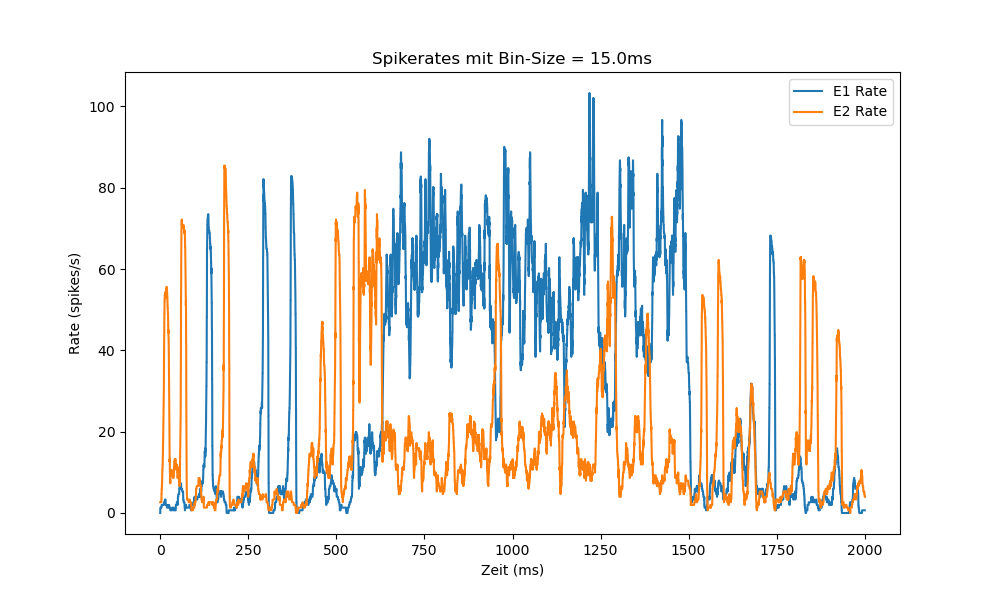 Spikerates mit Bin-Size = 15.0ms
E1 Rate
E2 Rate
100
80
60
40
20
0
Rate (spikes/s)
0 250 500 750 1000 1250 1500 1750 2000
Zeit (ms)